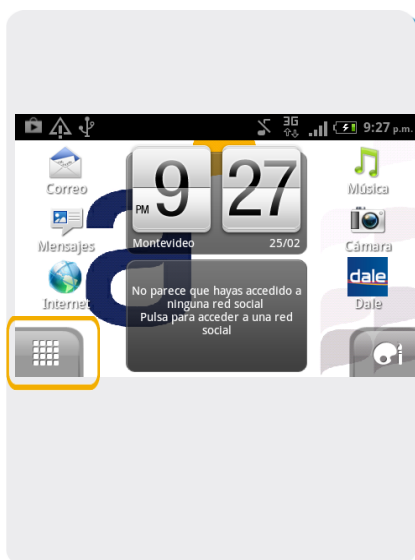 3G
9:27 p.m.
Correo
Mensajes
Internet
PM 9 27
Montevideo 25/02
No parece que hayas accedido a
ninguna red social
Pulsa para acceder a una red
social
Música
Cámara
dale
Dale
a